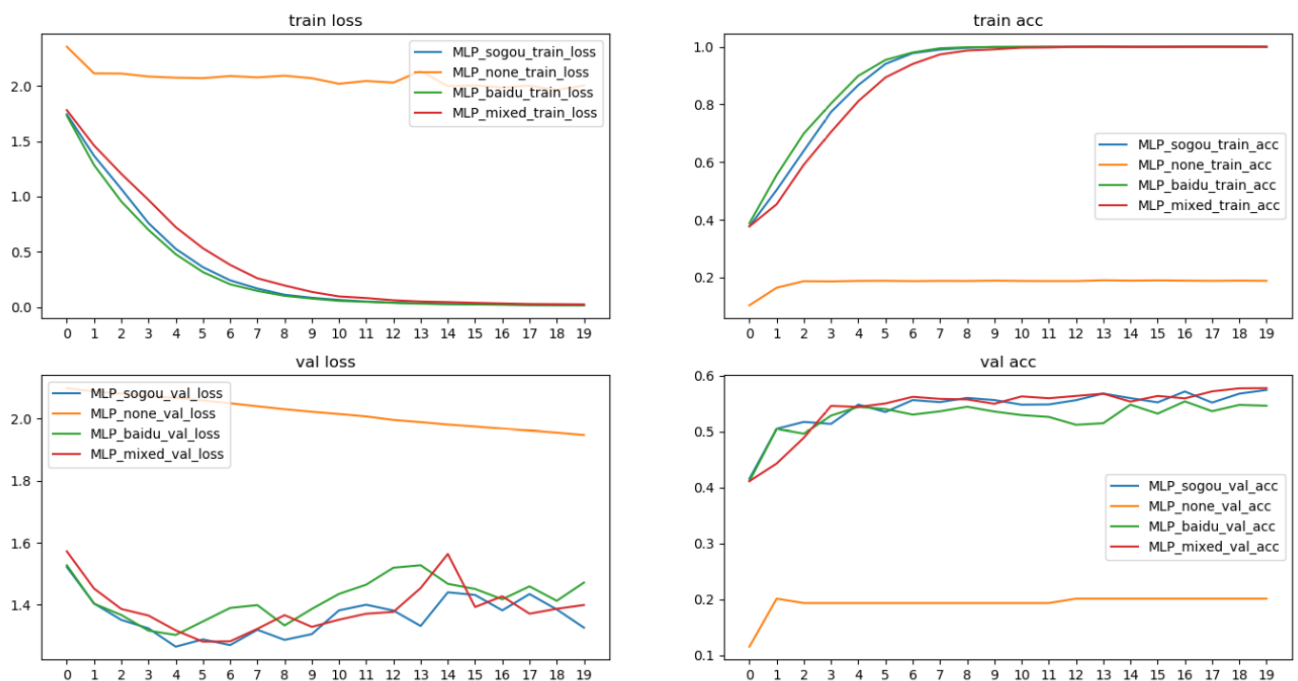 train loss
MLP_sogou_train_loss
MLP_none_train_loss
MLP_baidu_train_loss
MLP_mixed_train_loss
2.0
1.5
1.0
0.5
0.0
0 1 2 3 4 5 6 7 8 9 10 11 12 13 14 15 16 17 18 19
train acc
1.0
0.8
0.6
0.4
0.2
MLP_sogou_train_acc
MLP_none_train_acc
MLP_baidu_train_acc
MLP_mixed_train_acc
0 1 2 3 4 5 6 7 8 9 10 11 12 13 14 15 16 17 18 19
val loss
MLP_sogou_val_loss
MLP_none_val_loss
MLP_baidu_val_loss
MLP_mixed_val_loss
2.0
1.8
1.6
1.4
0 1 2 3 4 5 6 7 8 9 10 11 12 13 14 15 16 17 18 19
val acc
0.6
0.5
0.4
0.3
0.2
0.1
MLP_sogou_val_acc
MLP_none_val_acc
MLP_baidu_val_acc
MLP_mixed_val_acc
0 1 2 3 4 5 6 7 8 9 10 11 12 13 14 15 16 17 18 19